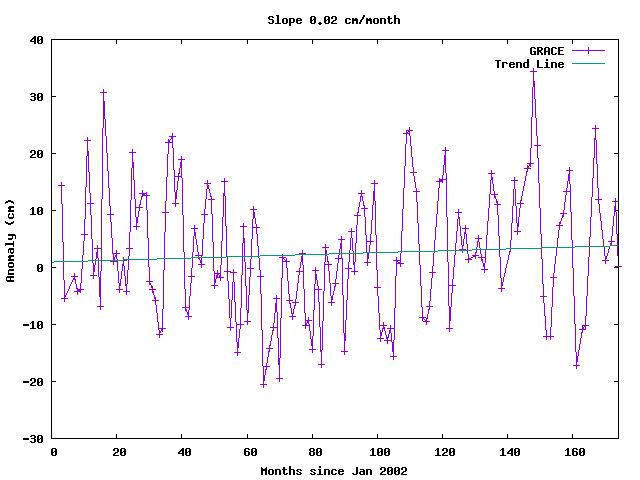 Slope 0.02 cm/month
GRACE
Trend Line
40
30
20
10
0
-10
-20
-30
Anomaly (cm)
0 20 40 60 80 100 120 140 160
Months since Jan 2002